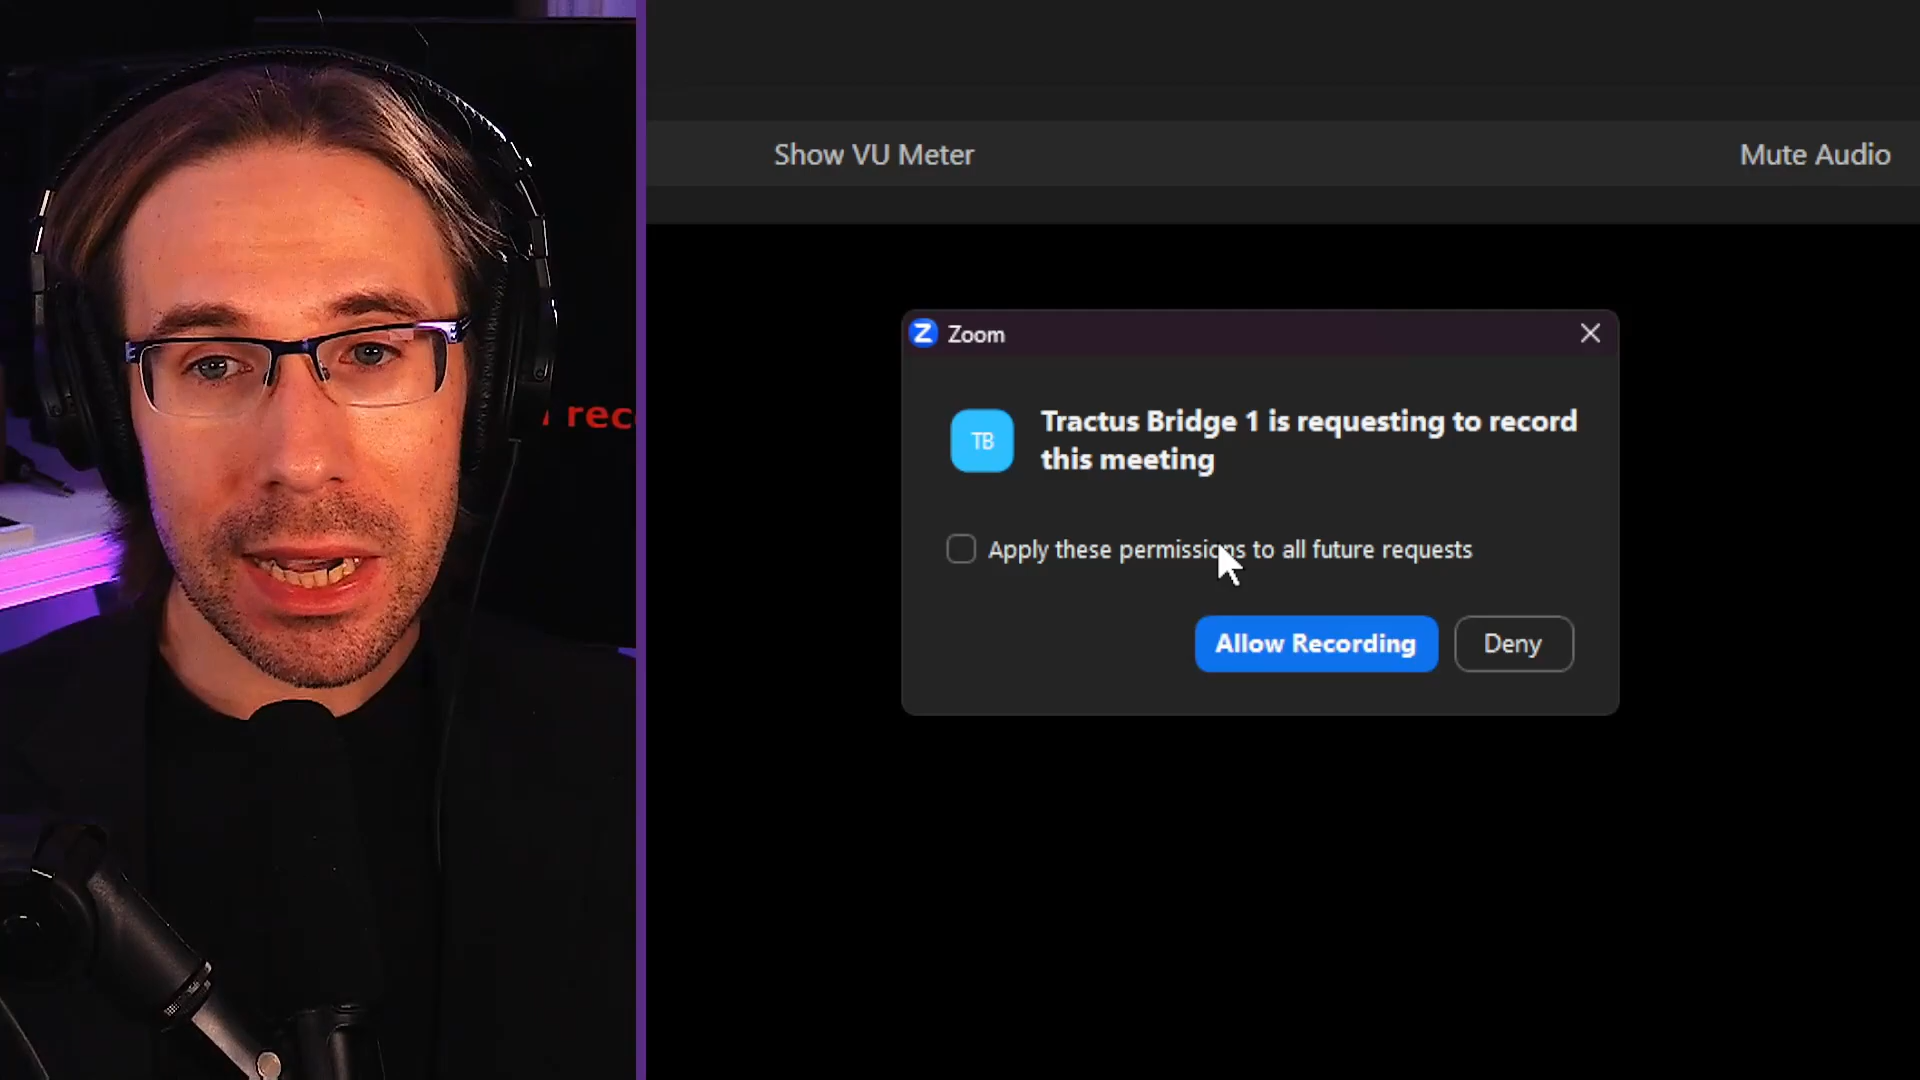 Show VU Meter
Mute Audio
Zoom
TB
Tractus Bridge 1 is requesting to record
this meeting
Apply these permissions to all future requests
Allow Recording
Deny
rec